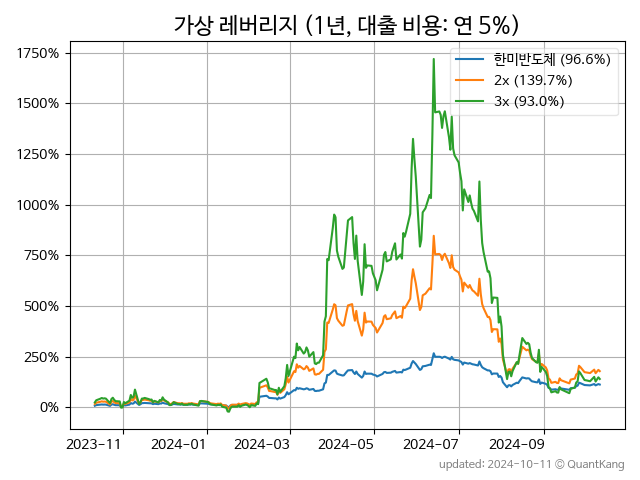 가상 레버리지 (1년, 대출 비용: 연 5%)
한미반도체 (96.6%)
2x (139.7%)
3x (93.0%)
1750%
1500%
1250%
1000%
750%
500%
250%
0%
2023-11
2024-01
2024-03
2024-05
2024-07
2024-09
updated: 2024-10-11 © QuantKang